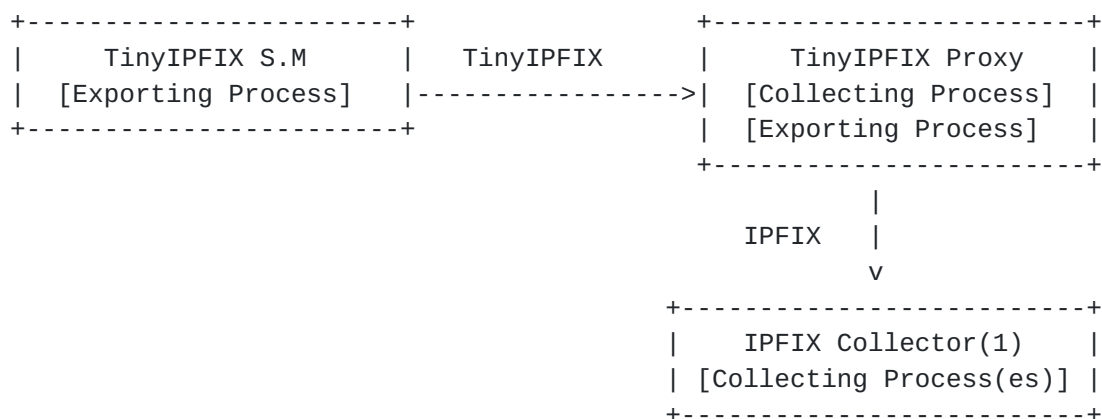 TinyIPFIX S.M TinyIPFIX TinyIPFIX Proxy
[Exporting Process] [Collecting Process]
[Exporting Process]
IPFIX
IPFIX Collector(1)
[Collecting Process(es)]